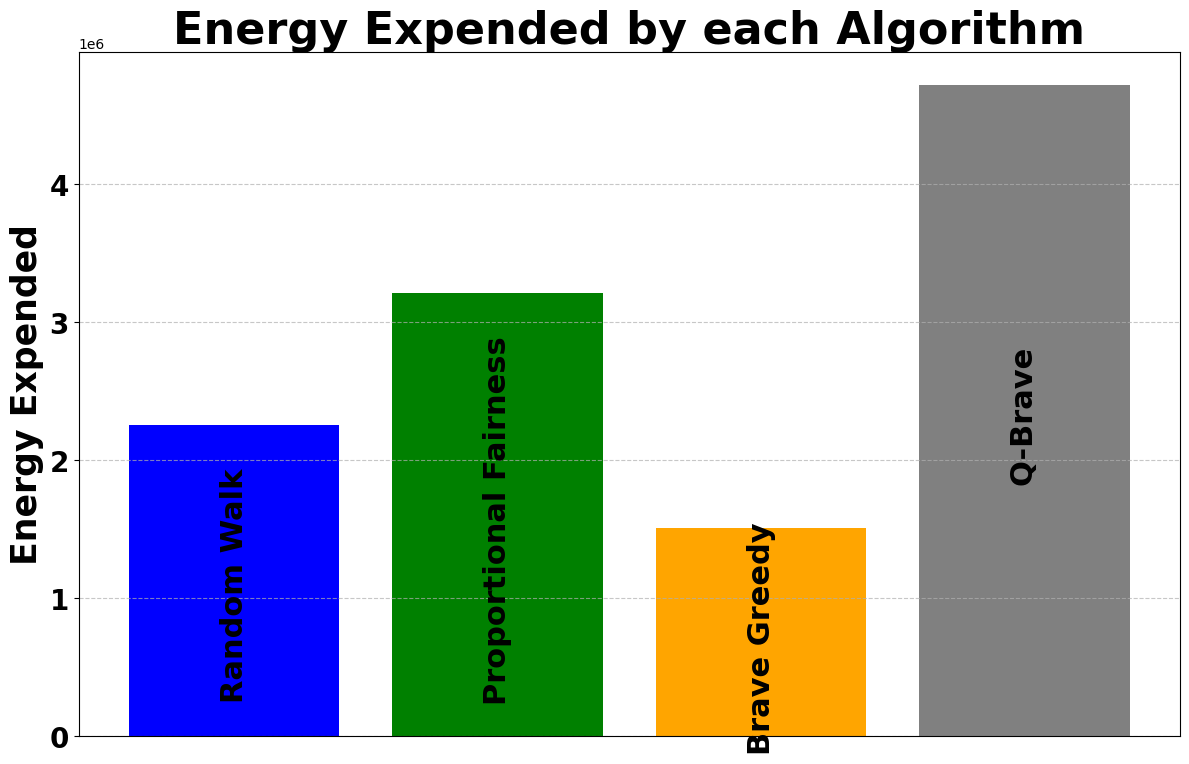 Energy Expended by each Algorithm
1e6
Energy Expended
4
3
2
1
0
Random Walk
Proportional Fairness
Brave Greedy
Q-Brave